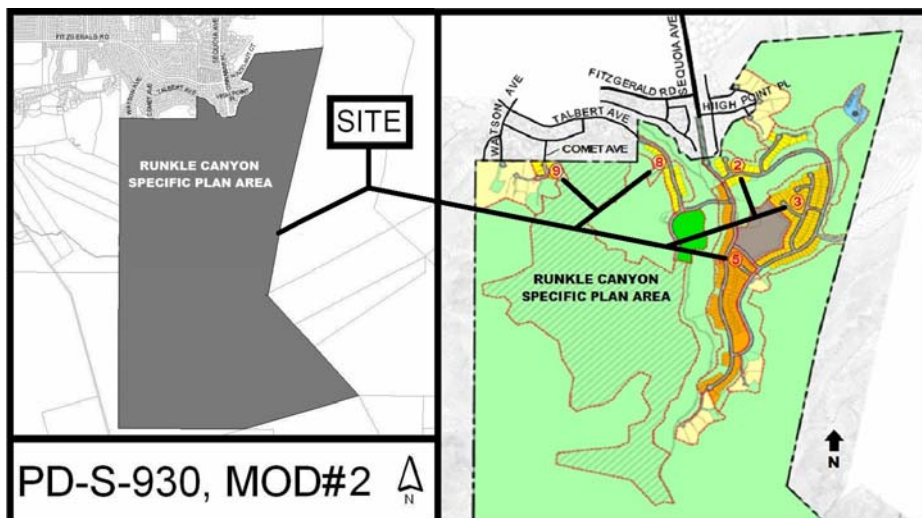 FITZGERALD RD
SEQUOIA AVE
WATSON AVE
COMET AVE
TALBERT AVE
RUNKLE CANYON
SPECIFIC PLAN AREA
SITE
PD-S-930, MOD#2
N
WATSON AVE
TALBERT AVE
FITZGERALD RD
SEQUOIA AVE
HIGH POINT PL
COMET AVE
9
8
2
3
5
RUNKLE CANYON
SPECIFIC PLAN AREA
N